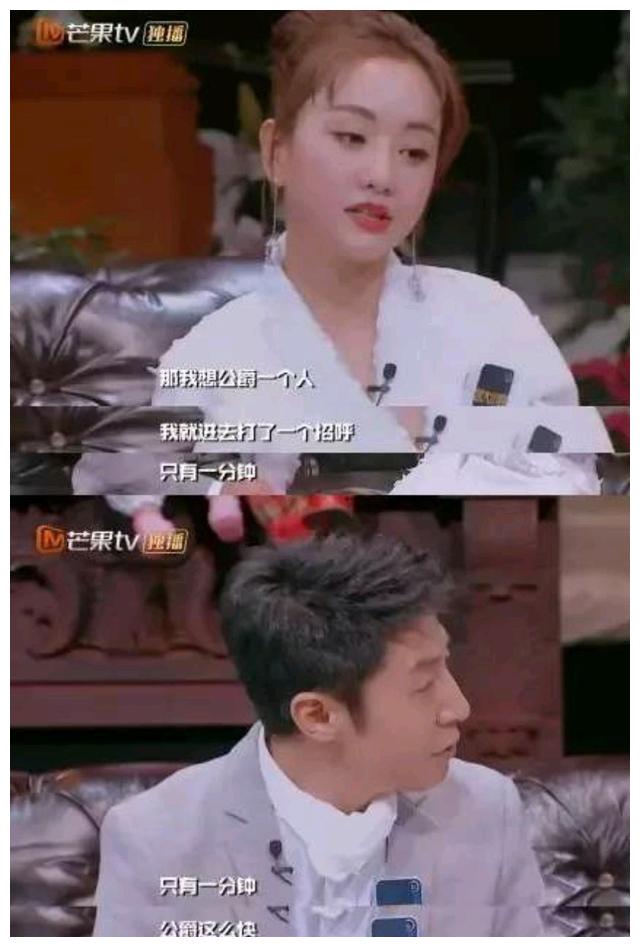 芒果tv 独播
那我想公爵一个人
我就进去打了一个招呼
只有一分钟
芒果tv 独播
只有一分钟
公爵这么快